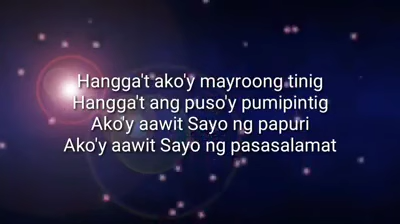 Hangga't ako'y mayroong tinig
Hangga't ang puso'y pumipintig
Ako'y aawit Sayo ng papuri
Ako'y aawit Sayo ng pasasalamat